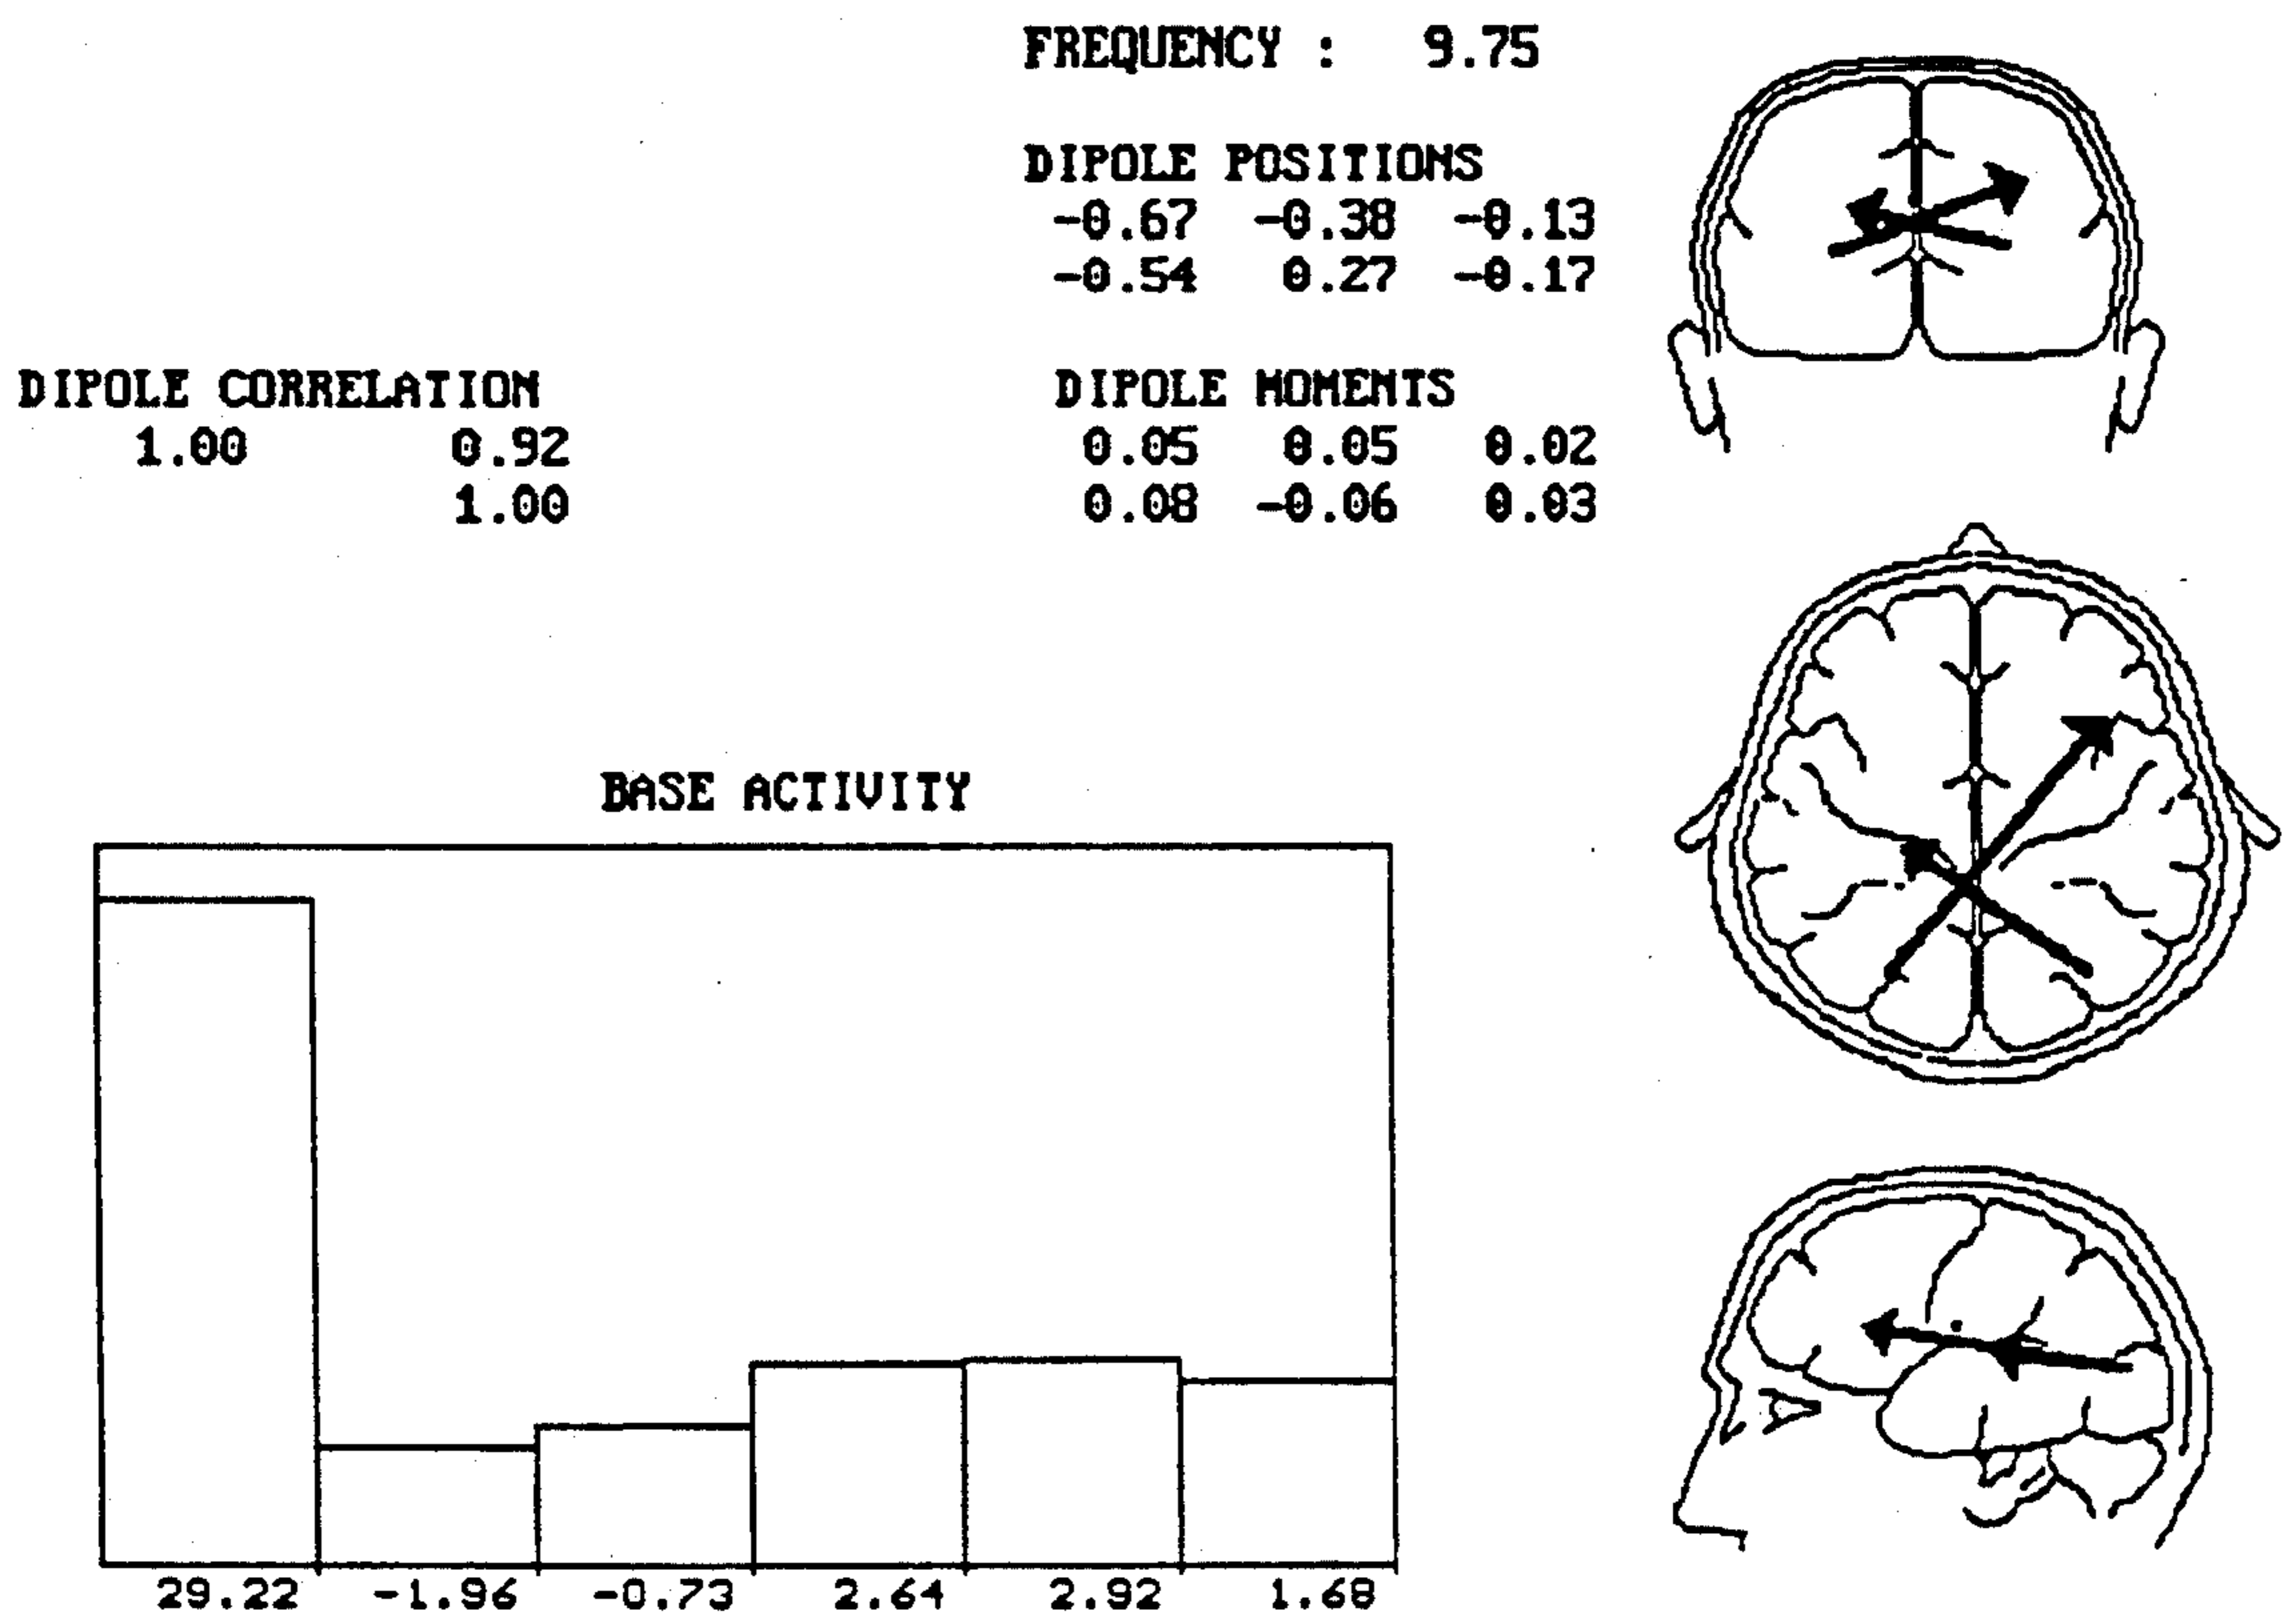 FREQUENCY : 9.75
DIPOLE POSITIONS
-0.67 -0.38 -0.13
-0.54 0.27 -0.17
DIPOLE CORRELATION
1.00 0.92
1.00
DIPOLE MOMENTS
0.05 0.05 0.02
0.08 -0.06 0.03
BASE ACTIVITY
29.22 -1.96 -0.73 2.64 2.92 1.68